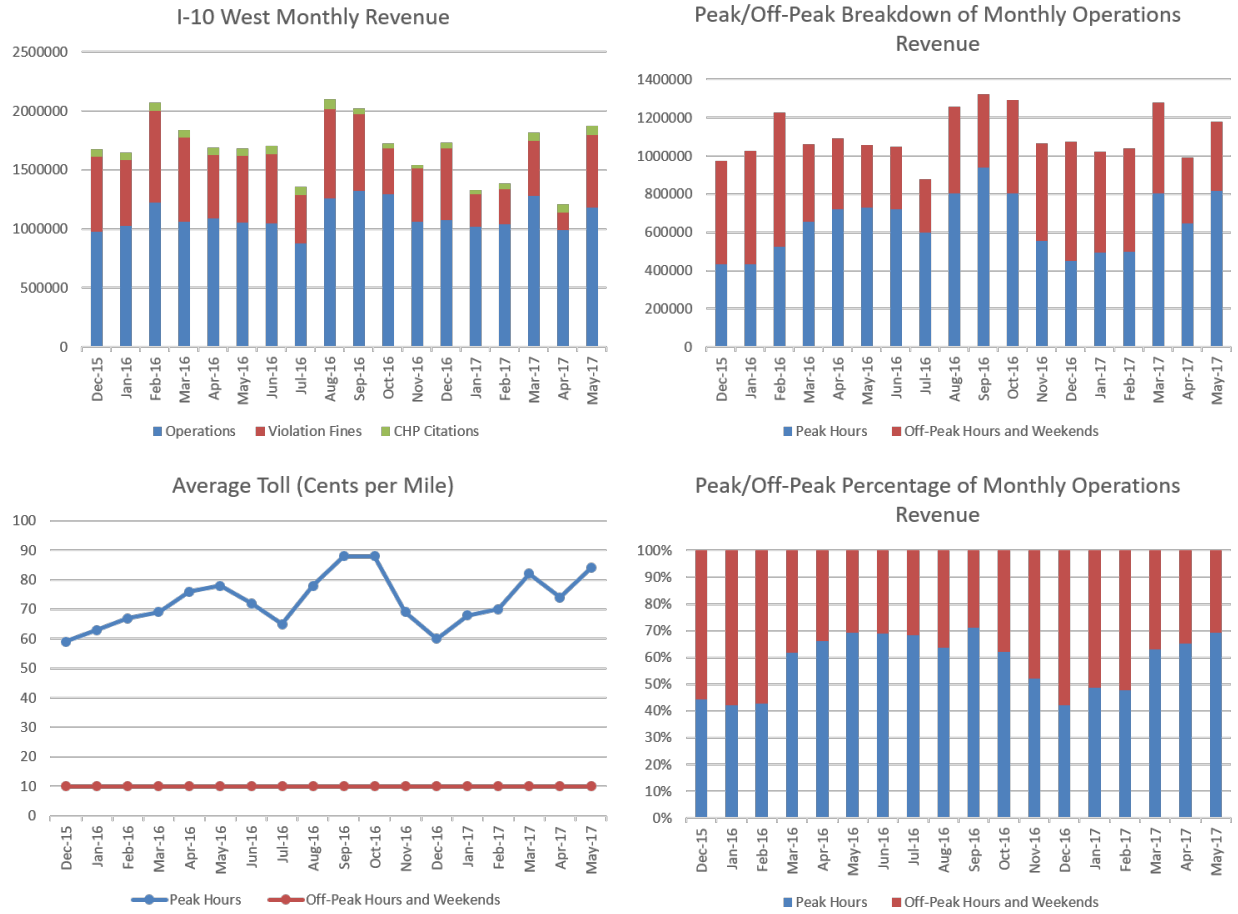 I-10 West Monthly Revenue
2500000
2000000
1500000
1000000
500000
0
Dec-15 Jan-16 Feb-16 Mar-16 Apr-16 May-16 Jun-16 Jul-16 Aug-16 Sep-16 Oct-16 Nov-16 Dec-16 Jan-17 Feb-17 Mar-17 Apr-17 May-17
Operations Violation Fines CHP Citations
Peak/Off-Peak Breakdown of Monthly Operations
Revenue
1400000
1200000
1000000
800000
600000
400000
200000
0
Dec-15 Jan-16 Feb-16 Mar-16 Apr-16 May-16 Jun-16 Jul-16 Aug-16 Sep-16 Oct-16 Nov-16 Dec-16 Jan-17 Feb-17 Mar-17 Apr-17 May-17
Peak Hours Off-Peak Hours and Weekends
Average Toll (Cents per Mile)
100
90
80
70
60
50
40
30
20
10
0
Dec-15 Jan-16 Feb-16 Mar-16 Apr-16 May-16 Jun-16 Jul-16 Aug-16 Sep-16 Oct-16 Nov-16 Dec-16 Jan-17 Feb-17 Mar-17 Apr-17 May-17
Peak Hours Off-Peak Hours and Weekends
Peak/Off-Peak Percentage of Monthly Operations
Revenue
100%
90%
80%
70%
60%
50%
40%
30%
20%
10%
0%
Dec-15 Jan-16 Feb-16 Mar-16 Apr-16 May-16 Jun-16 Jul-16 Aug-16 Sep-16 Oct-16 Nov-16 Dec-16 Jan-17 Feb-17 Mar-17 Apr-17 May-17
Peak Hours Off-Peak Hours and Weekends